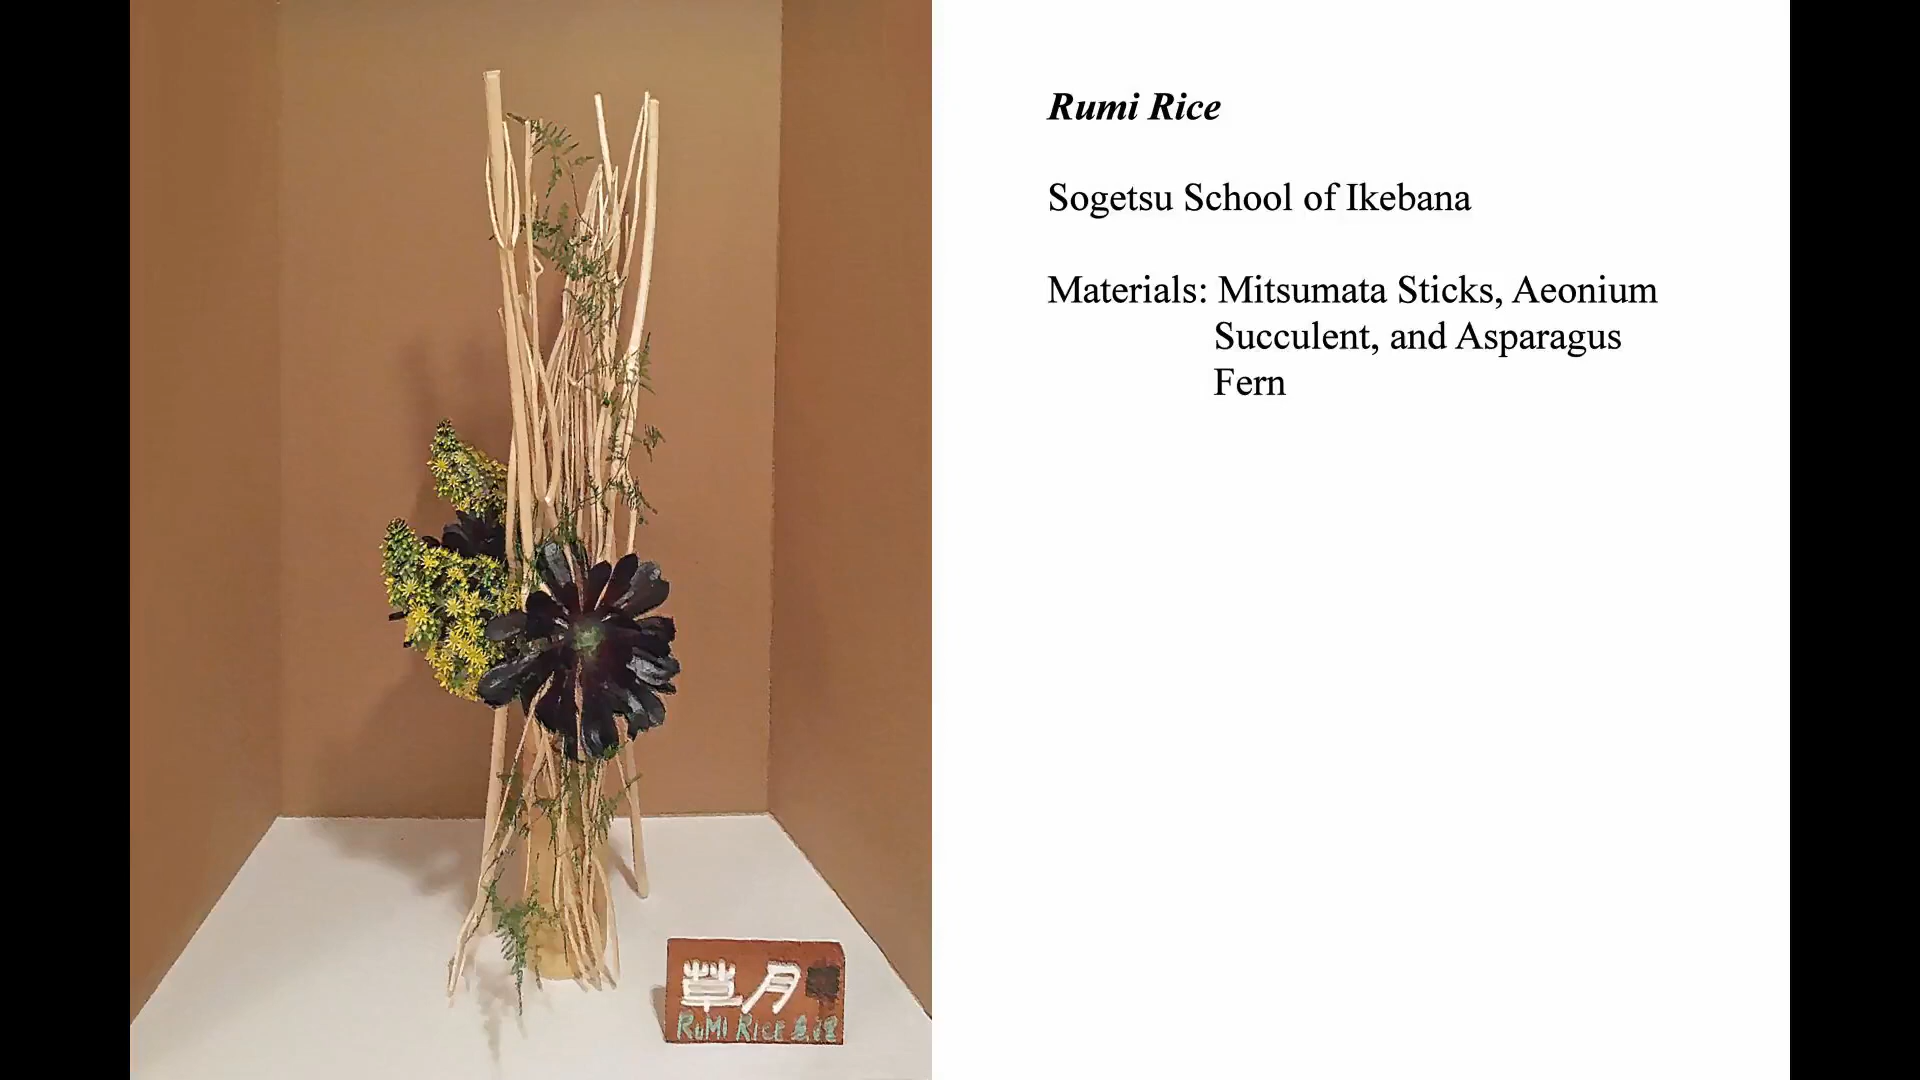 Rumi Rice
Sogetsu School of Ikebana
Materials: Mitsumata Sticks, Aeonium
Succulent, and Asparagus
Fern
草月
RUMI RICE